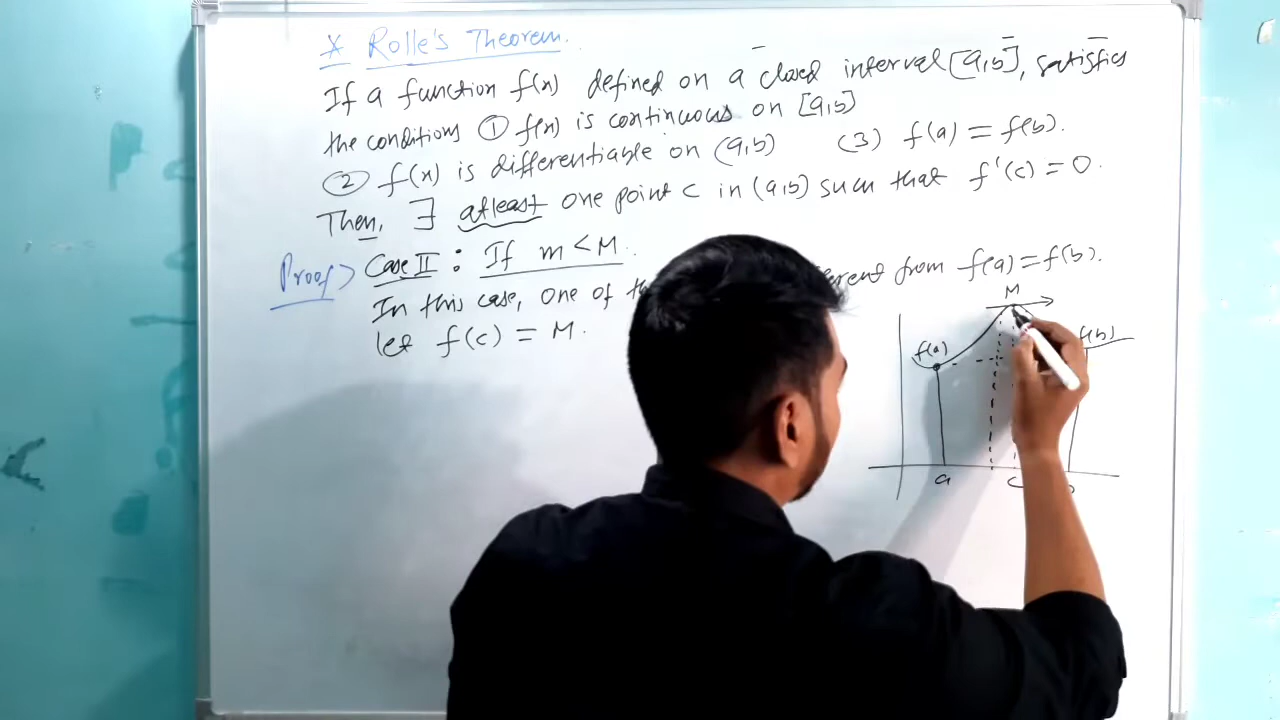 * Rolle's Theorem.
If a function f(x) defined on a closed interval [a,b], satisfies
the conditions ① f(x) is continuous on [a,b]
② f(x) is differentiable on (a,b) (3) f(a) = f(b).
Then, ∃ atleast one point c in (a,b) such that f'(c) = 0.
Proof> Case II : If m < M.
In this case, one of from f(a) = f(b).
let f(c) = M.
M
f(a)
a c